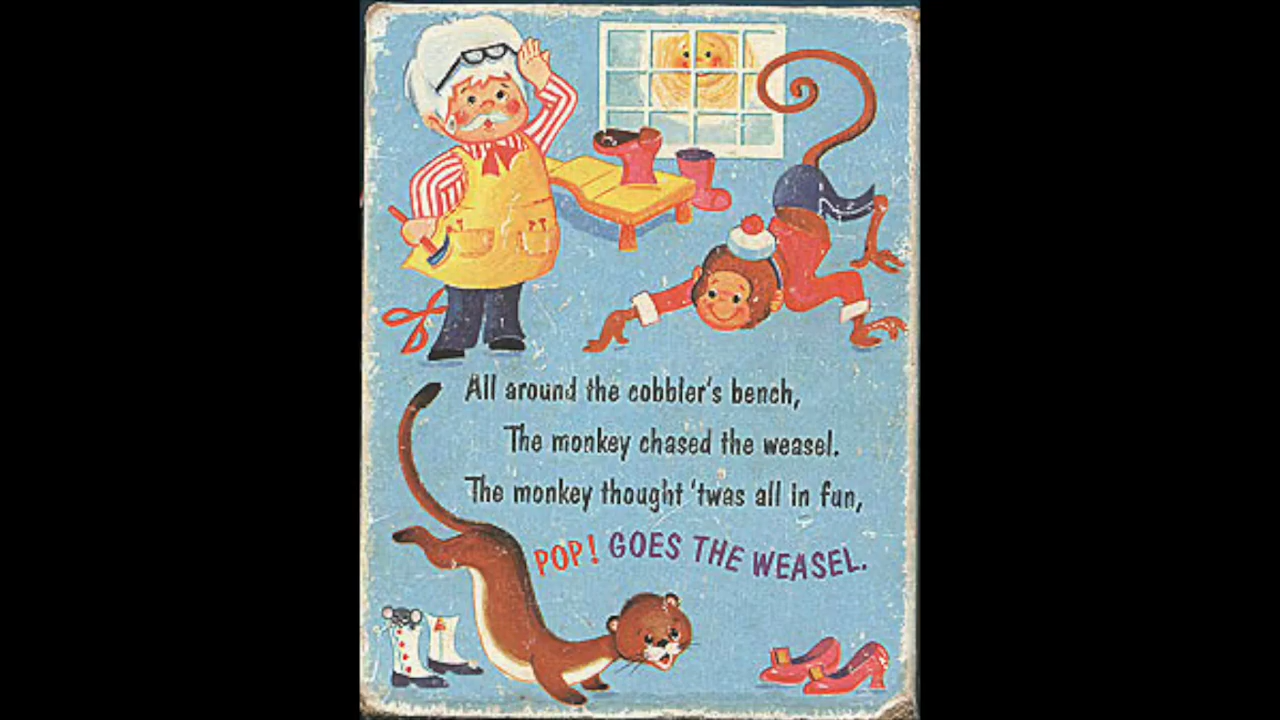 All around the cobbler's bench,
The monkey chased the weasel.
The monkey thought 'twas all in fun,
POP! GOES THE WEASEL.